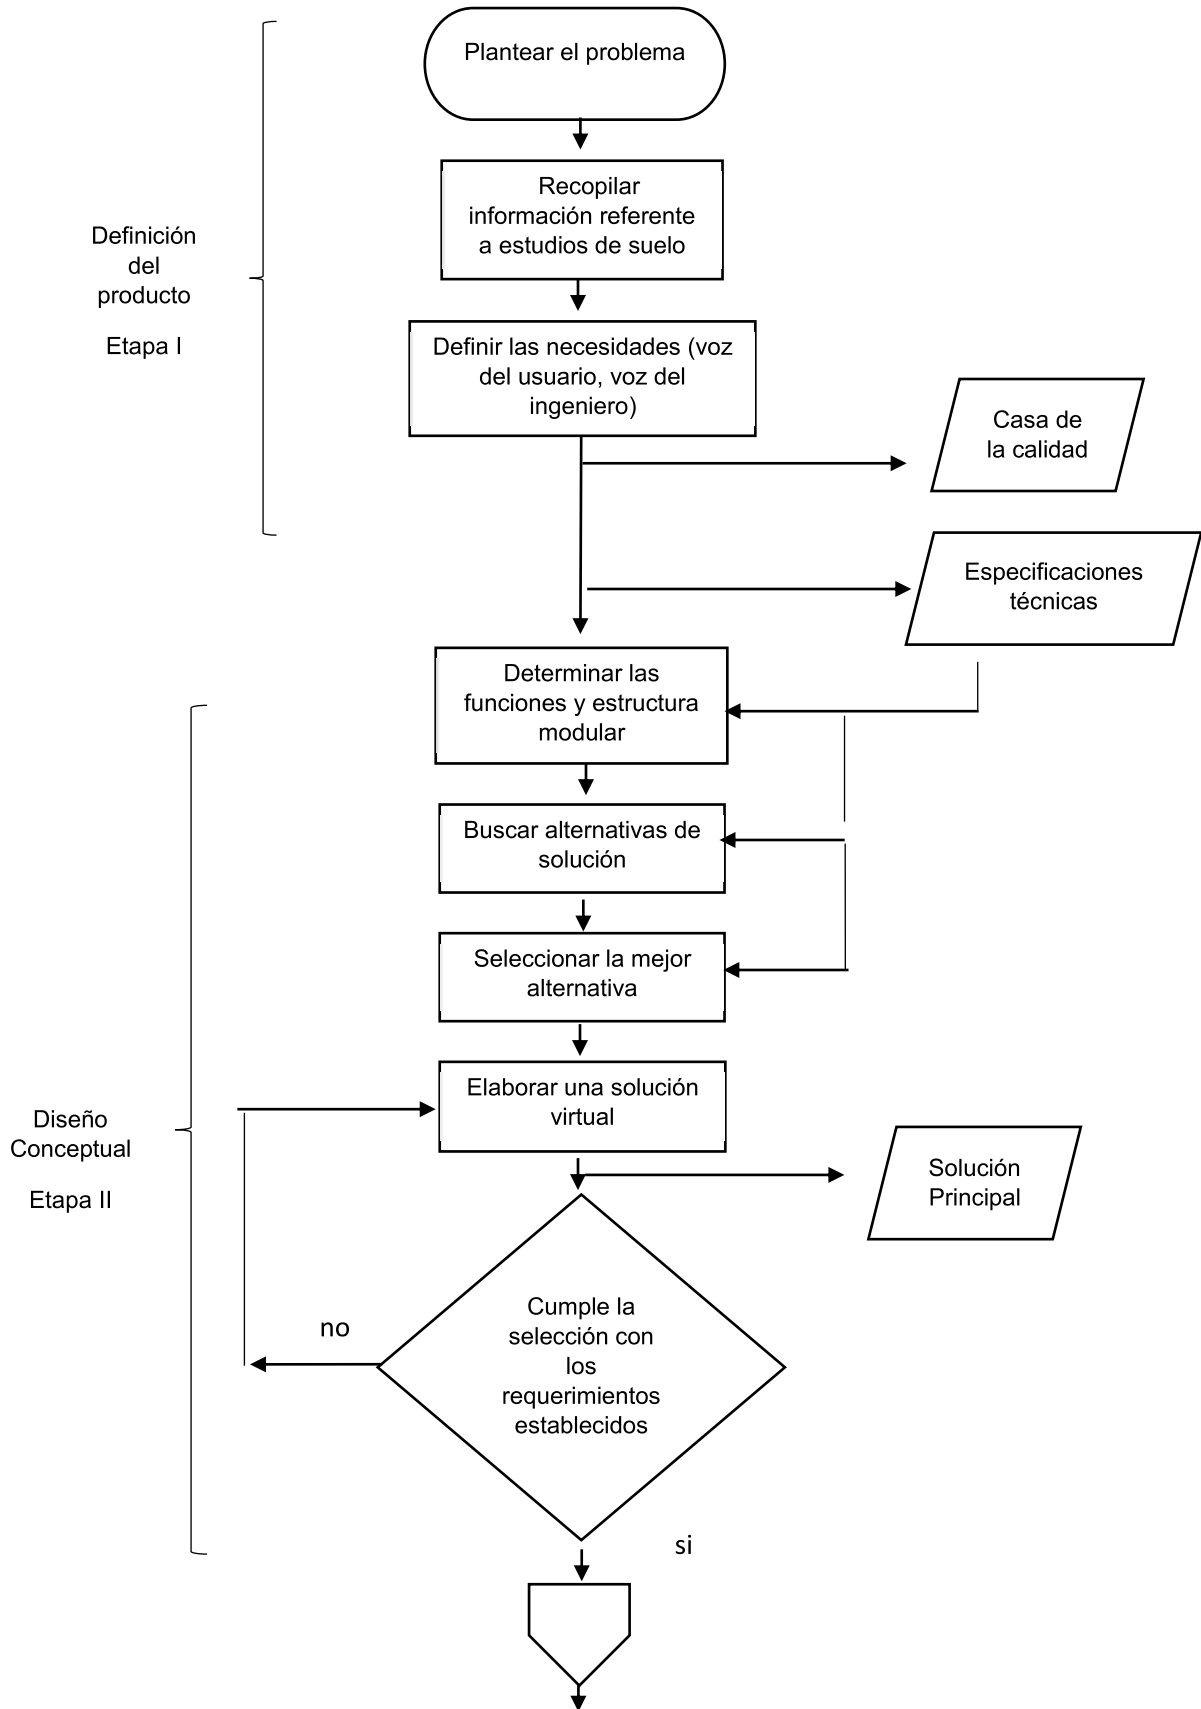 Plantear el problema
Recopilar
información referente
a estudios de suelo
Definición
del
producto
Etapa I
Definir las necesidades (voz
del usuario, voz del
ingeniero)
Casa de
la calidad
Especificaciones
técnicas
Determinar las
funciones y estructura
modular
Buscar alternativas de
solución
Seleccionar la mejor
alternativa
Elaborar una solución
virtual
Diseño
Conceptual
Etapa II
Solución
Principal
Cumple la
selección con
los
requerimientos
establecidos
no
si